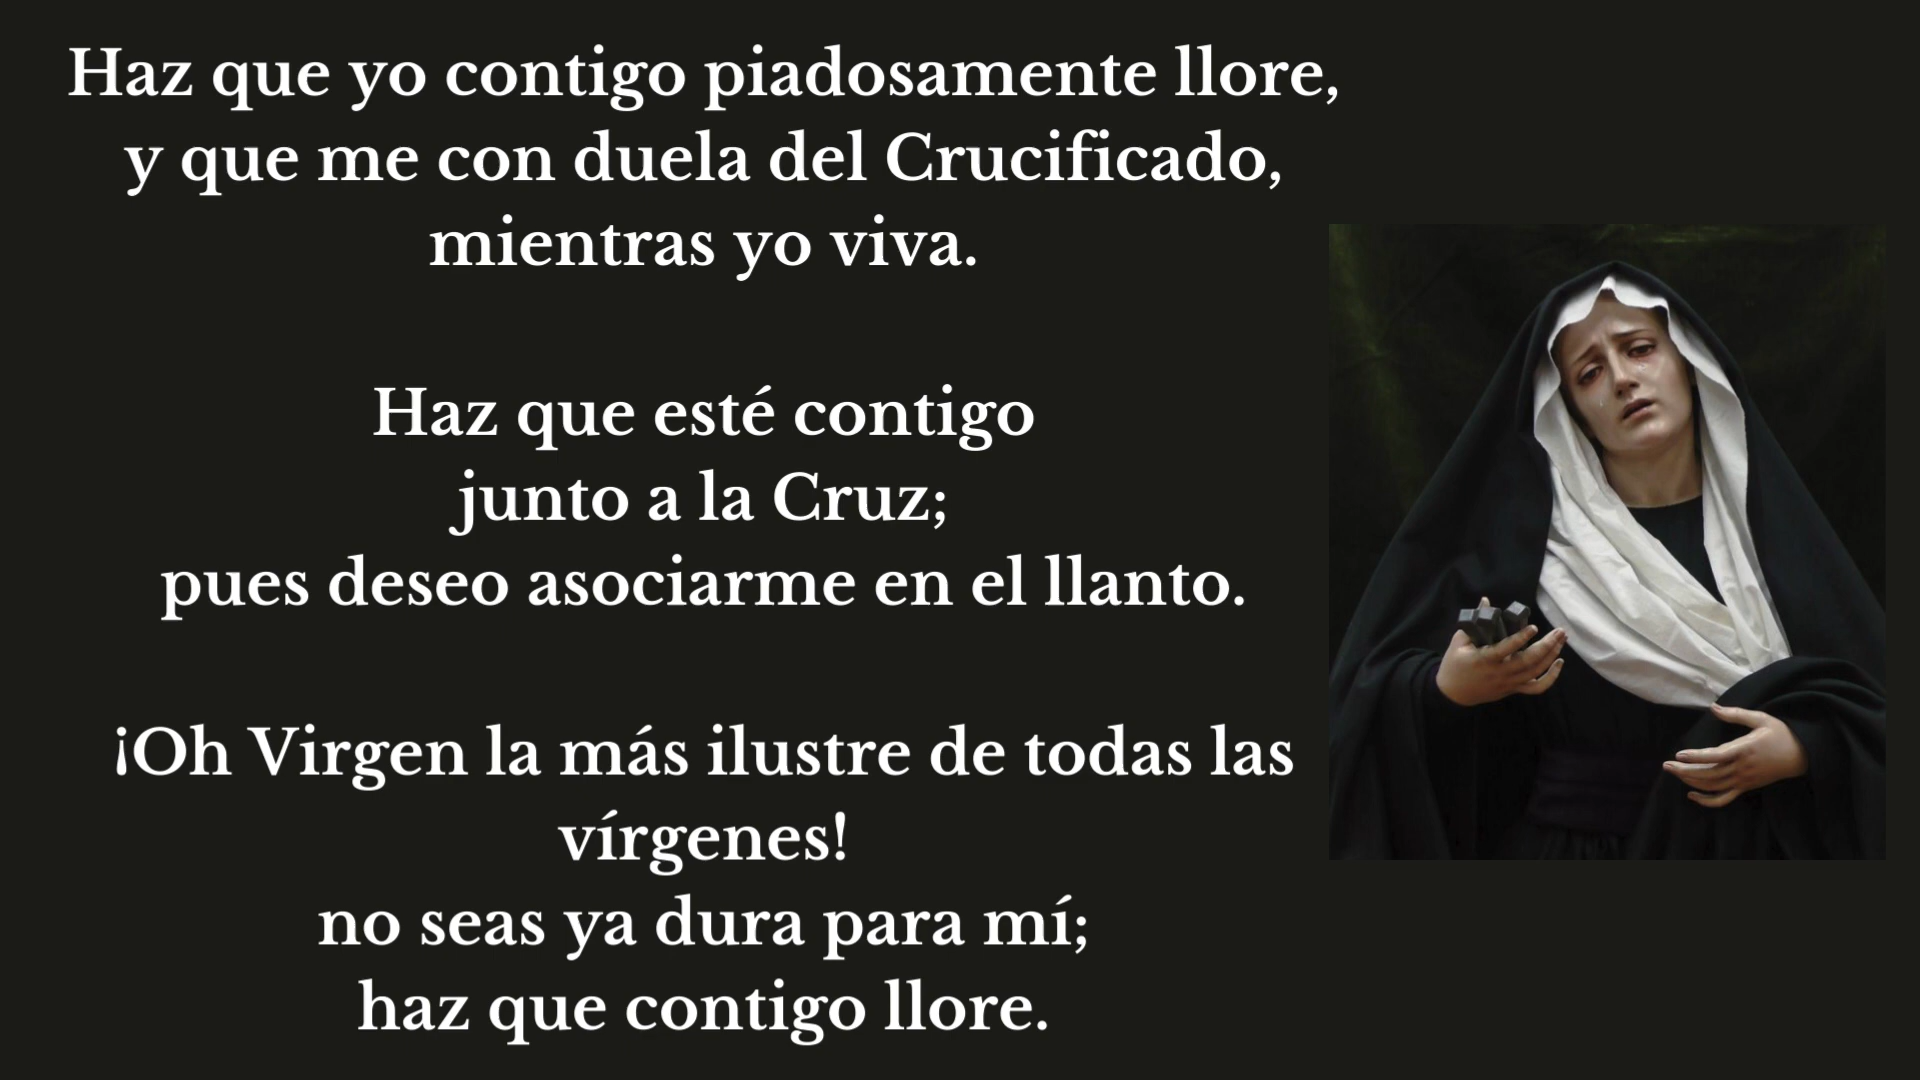 Haz que yo contigo piadosamente llore,
y que me con duela del Crucificado,
mientras yo viva.
Haz que esté contigo
junto a la Cruz;
pues deseo asociarme en el llanto.
¡Oh Virgen la más ilustre de todas las
vírgenes!
no seas ya dura para mí;
haz que contigo llore.